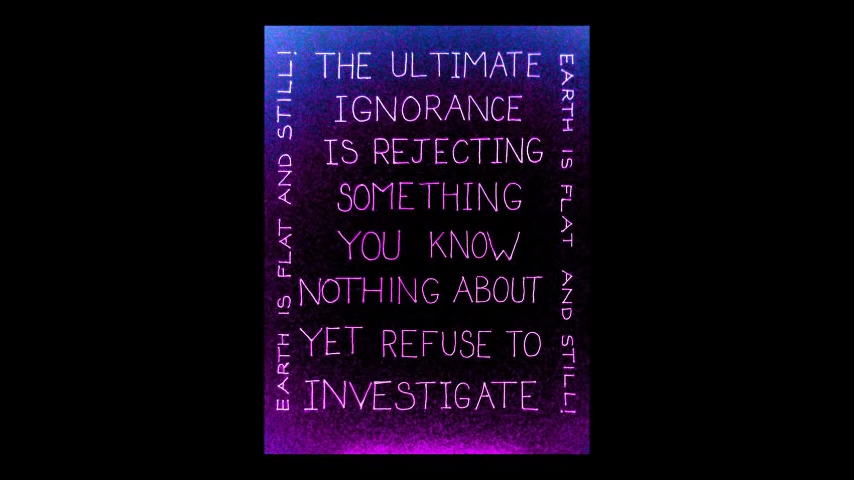 THE ULTIMATE
IGNORANCE
IS REJECTING
SOMETHING
YOU KNOW
NOTHING ABOUT
YET REFUSE TO
INVESTIGATE
EARTH IS FLAT AND STILL!
EARTH IS FLAT AND STILL!